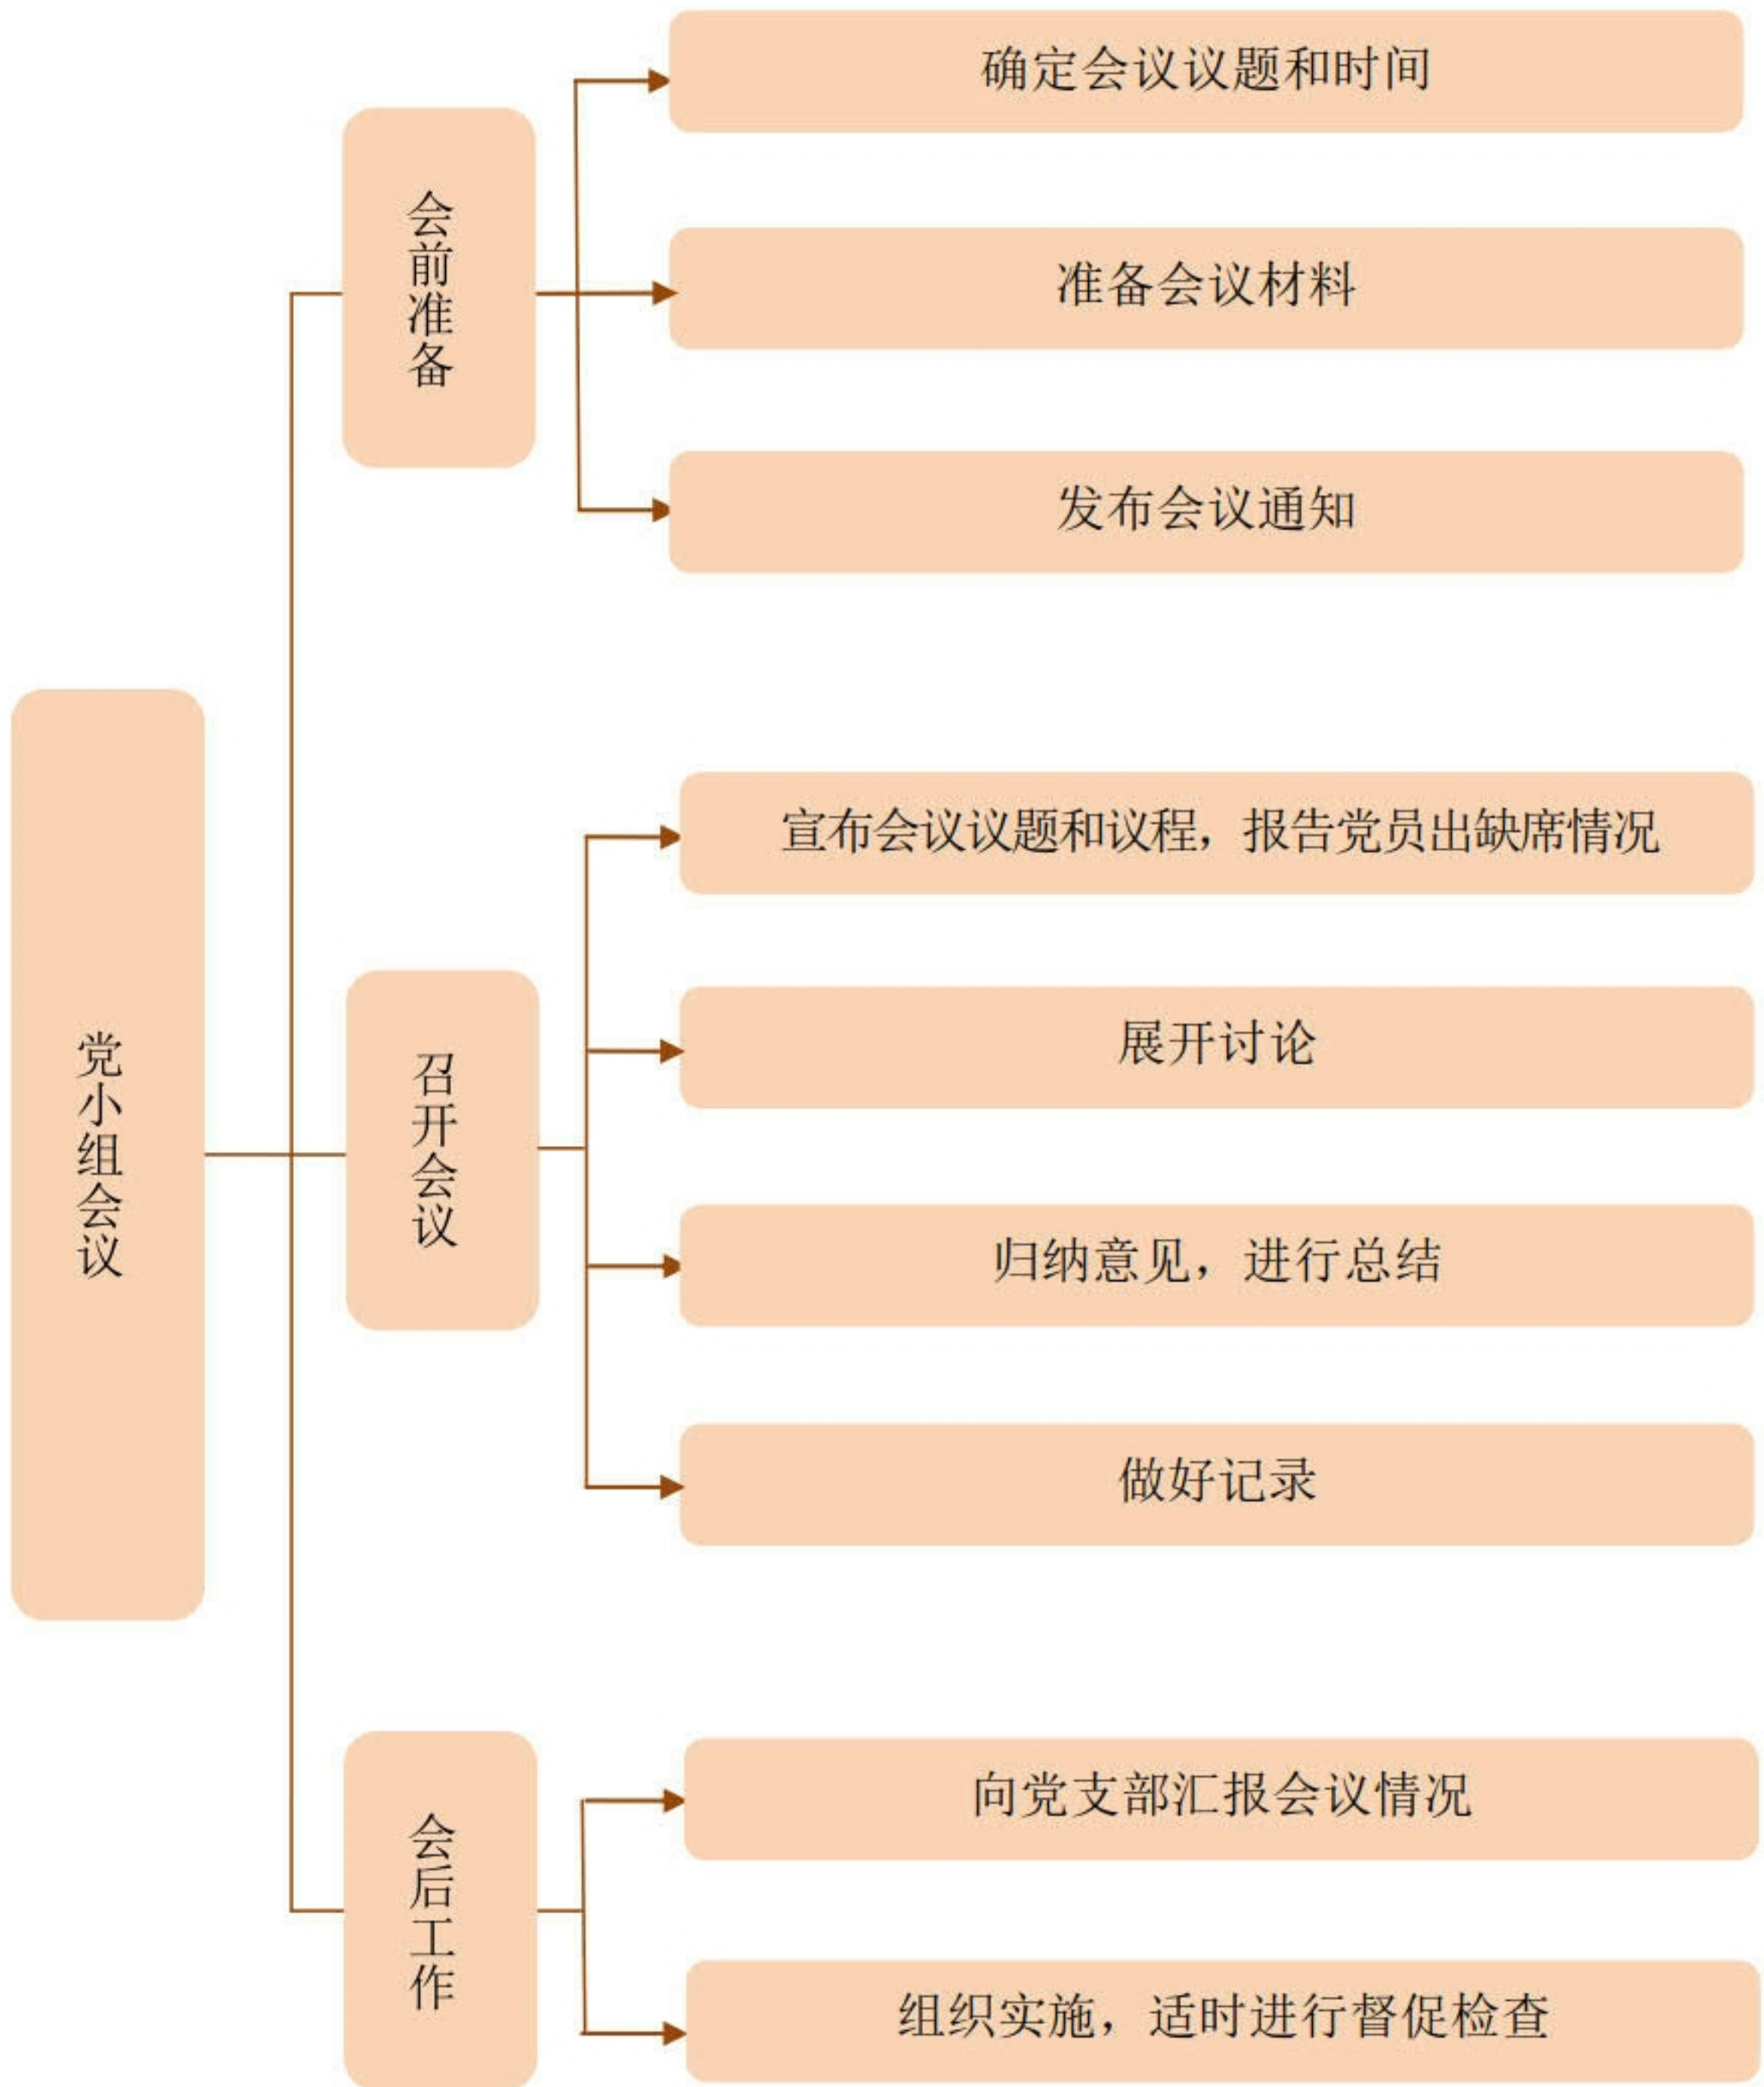 党小组会议
会前准备
确定会议议题和时间
准备会议材料
发布会议通知
召开会议
宣布会议议题和议程，报告党员出缺席情况
展开讨论
归纳意见，进行总结
做好记录
会后工作
向党支部汇报会议情况
组织实施，适时进行督促检查